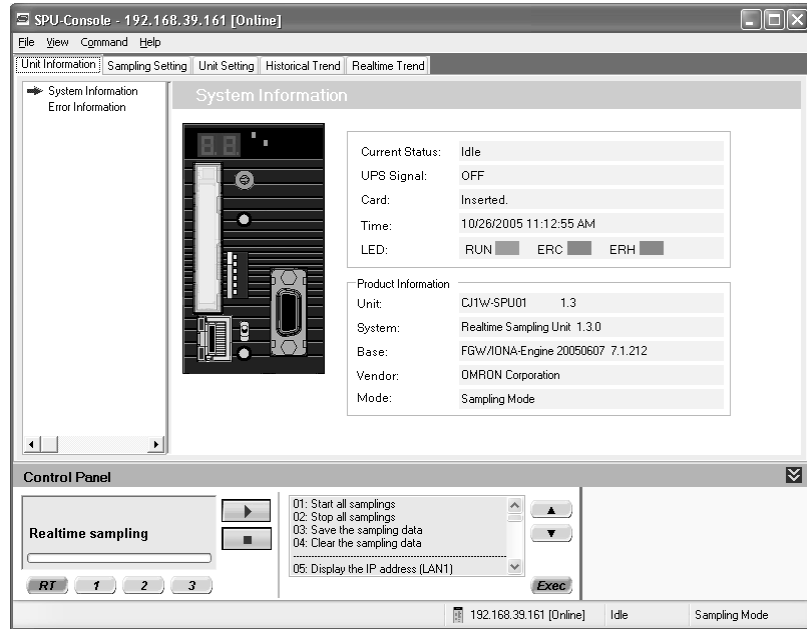 SPU-Console - 192.168.39.161 [Online]
File View Command Help
Unit Information Sampling Setting Unit Setting Historical Trend Realtime Trend
System Information
Error Information
System Information
Current Status: Idle
UPS Signal: OFF
Card: Inserted.
Time: 10/26/2005 11:12:55 AM
LED: RUN ERC ERH
Product Information
Unit: CJ1W-SPU01 1.3
System: Realtime Sampling Unit 1.3.0
Base: FGW/IONA-Engine 20050607 7.1.212
Vendor: OMRON Corporation
Mode: Sampling Mode
Control Panel
Realtime sampling
RT 1 2 3
01: Start all samplings
02: Stop all samplings
03: Save the sampling data
04: Clear the sampling data
05: Display the IP address (LAN1)
Exec
192.168.39.161 [Online] Idle Sampling Mode